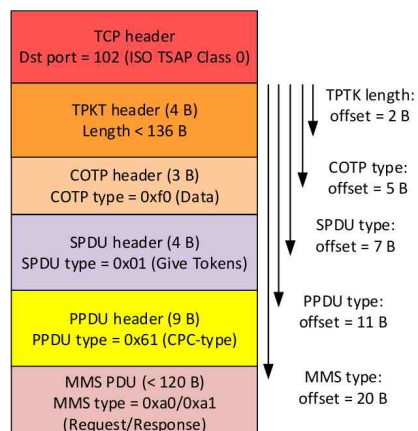 TCP header
Dst port = 102 (ISO TSAP Class 0)
TPKT header (4 B)
Length < 136 B
COTP header (3 B)
COTP type = 0xf0 (Data)
SPDU header (4 B)
SPDU type = 0x01 (Give Tokens)
PPDU header (9 B)
PPDU type = 0x61 (CPC-type)
MMS PDU (< 120 B)
MMS type = 0xa0/0xa1
(Request/Response)
TPTK length:
offset = 2 B
COTP type:
offset = 5 B
SPDU type:
offset = 7 B
PPDU type:
offset = 11 B
MMS type:
offset = 20 B